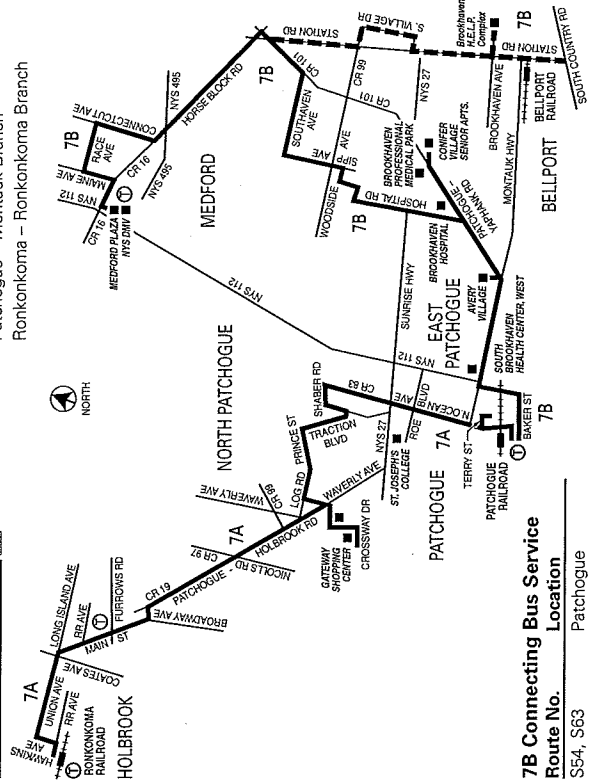 Patchogue – Montauk Branch
Ronkonkoma – Ronkonkoma Branch
NORTH
7A
HAWKINS AVE
UNION AVE
RR AVE
T
RONKONKOMA RAILROAD
HOLBROOK
COATES AVE
LONG ISLAND AVE
RR AVE
T
MAIN ST
FURROWS RD
CR 19
BROADWAY AVE
PATCHOGUE - HOLBROOK RD
7A
CR 97
NICOLLS RD
CR 99
WAVERLY AVE
NORTH PATCHOGUE
LOG RD
PRINCE ST
SHABER RD
TRACTION BLVD
WAVERLY AVE
GATEWAY SHOPPING CENTER
CROSSWAY DR
NYS 27
CR 83
ST. JOSEPH'S COLLEGE
ROE BLVD
N.OCEAN AVE
7A
PATCHOGUE
TERRY ST.
PATCHOGUE RAILROAD
T
BAKER ST
7B
NYS 112
EAST PATCHOGUE
SOUTH BROOKHAVEN HEALTH CENTER, WEST
AVERY VILLAGE
SUNRISE HWY
NYS 112
BROOKHAVEN HOSPITAL
HOSPITAL RD
7B
PATCHOGUE - YAPHANK RD
CONIFER VILLAGE SENOR APTS.
BROOKHAVEN PROFESSIONAL MEDICAL PARK
WOODSIDE AVE
SIPP AVE
SOUTHAVEN AVE
7B
CR 101
CR 101
CR 99
NYS 27
MEDFORD
MEDFORD PLAZA
NYS DMV
T
CR 16
NYS 112
MAINE AVE
RACE AVE
7B
CONNECTICUT AVE
CR 16
NYS 495
NYS 495
HORSE BLOCK RD
STATION RD
S. VILLAGE DR
7B
Brookhaven H.E.L.P. Complex
STATION RD
BROOKHAVEN AVE
BELLPORT RAILROAD
MONTAUK HWY
SOUTH COUNTRY RD
BELLPORT
7B Connecting Bus Service
Route No. Location
S54, S63 Patchogue